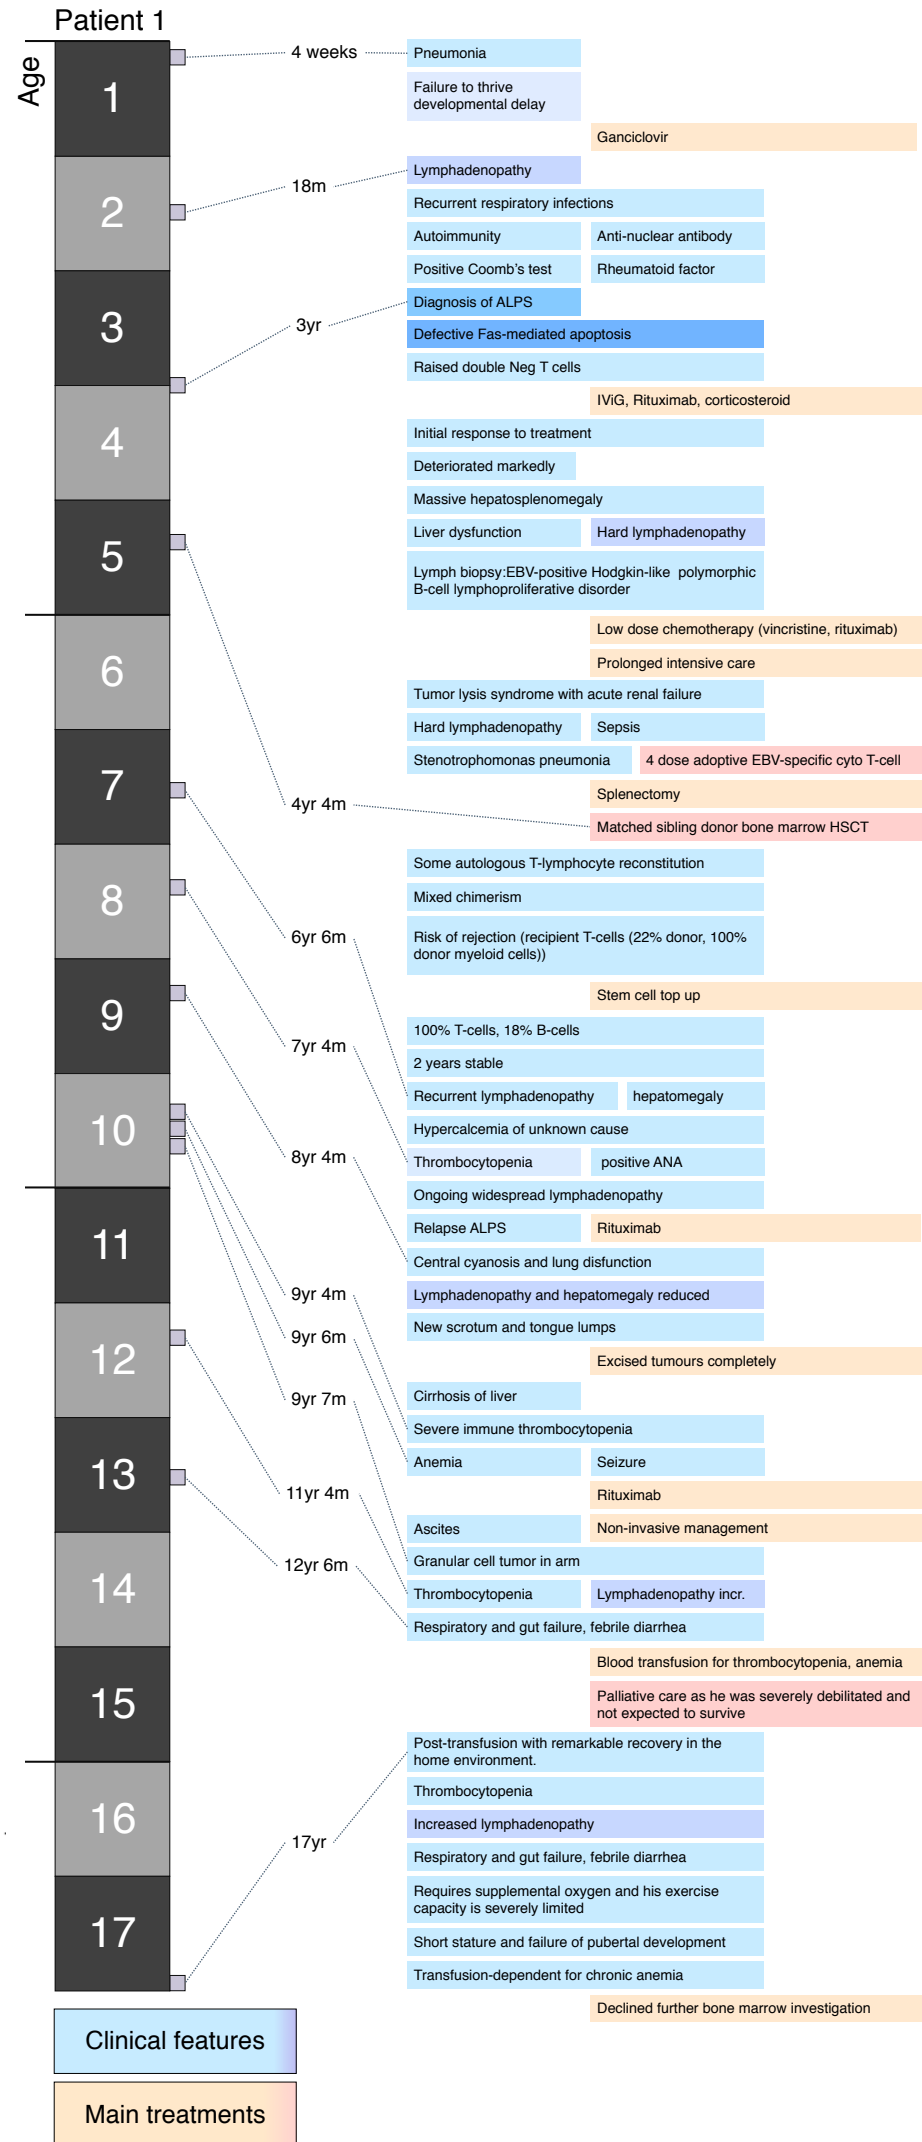 Patient 1
Age
1
2
3
4
5
6
7
8
9
10
11
12
13
14
15
16
17
4 weeks
18m
3yr
4yr 4m
6yr 6m
7yr 4m
8yr 4m
9yr 4m
9yr 6m
9yr 7m
11yr 4m
12yr 6m
17yr
Pneumonia
Failure to thrive
developmental delay
Ganciclovir
Lymphadenopathy
Recurrent respiratory infections
Autoimmunity
Anti-nuclear antibody
Positive Coomb's test
Rheumatoid factor
Diagnosis of ALPS
Defective Fas-mediated apoptosis
Raised double Neg T cells
IViG, Rituximab, corticosteroid
Initial response to treatment
Deteriorated markedly
Massive hepatosplenomegaly
Liver dysfunction
Hard lymphadenopathy
Lymph biopsy:EBV-positive Hodgkin-like polymorphic
B-cell lymphoproliferative disorder
Low dose chemotherapy (vincristine, rituximab)
Prolonged intensive care
Tumor lysis syndrome with acute renal failure
Hard lymphadenopathy
Sepsis
Stenotrophomonas pneumonia
4 dose adoptive EBV-specific cyto T-cell
Splenectomy
Matched sibling donor bone marrow HSCT
Some autologous T-lymphocyte reconstitution
Mixed chimerism
Risk of rejection (recipient T-cells (22% donor, 100%
donor myeloid cells))
Stem cell top up
100% T-cells, 18% B-cells
2 years stable
Recurrent lymphadenopathy
hepatomegaly
Hypercalcemia of unknown cause
Thrombocytopenia
positive ANA
Ongoing widespread lymphadenopathy
Relapse ALPS
Rituximab
Central cyanosis and lung disfunction
Lymphadenopathy and hepatomegaly reduced
New scrotum and tongue lumps
Excised tumours completely
Cirrhosis of liver
Severe immune thrombocytopenia
Anemia
Seizure
Rituximab
Ascites
Non-invasive management
Granular cell tumor in arm
Thrombocytopenia
Lymphadenopathy incr.
Respiratory and gut failure, febrile diarrhea
Blood transfusion for thrombocytopenia, anemia
Palliative care as he was severely debilitated and
not expected to survive
Post-transfusion with remarkable recovery in the
home environment.
Thrombocytopenia
Increased lymphadenopathy
Respiratory and gut failure, febrile diarrhea
Requires supplemental oxygen and his exercise
capacity is severely limited
Short stature and failure of pubertal development
Transfusion-dependent for chronic anemia
Declined further bone marrow investigation
Clinical features
Main treatments